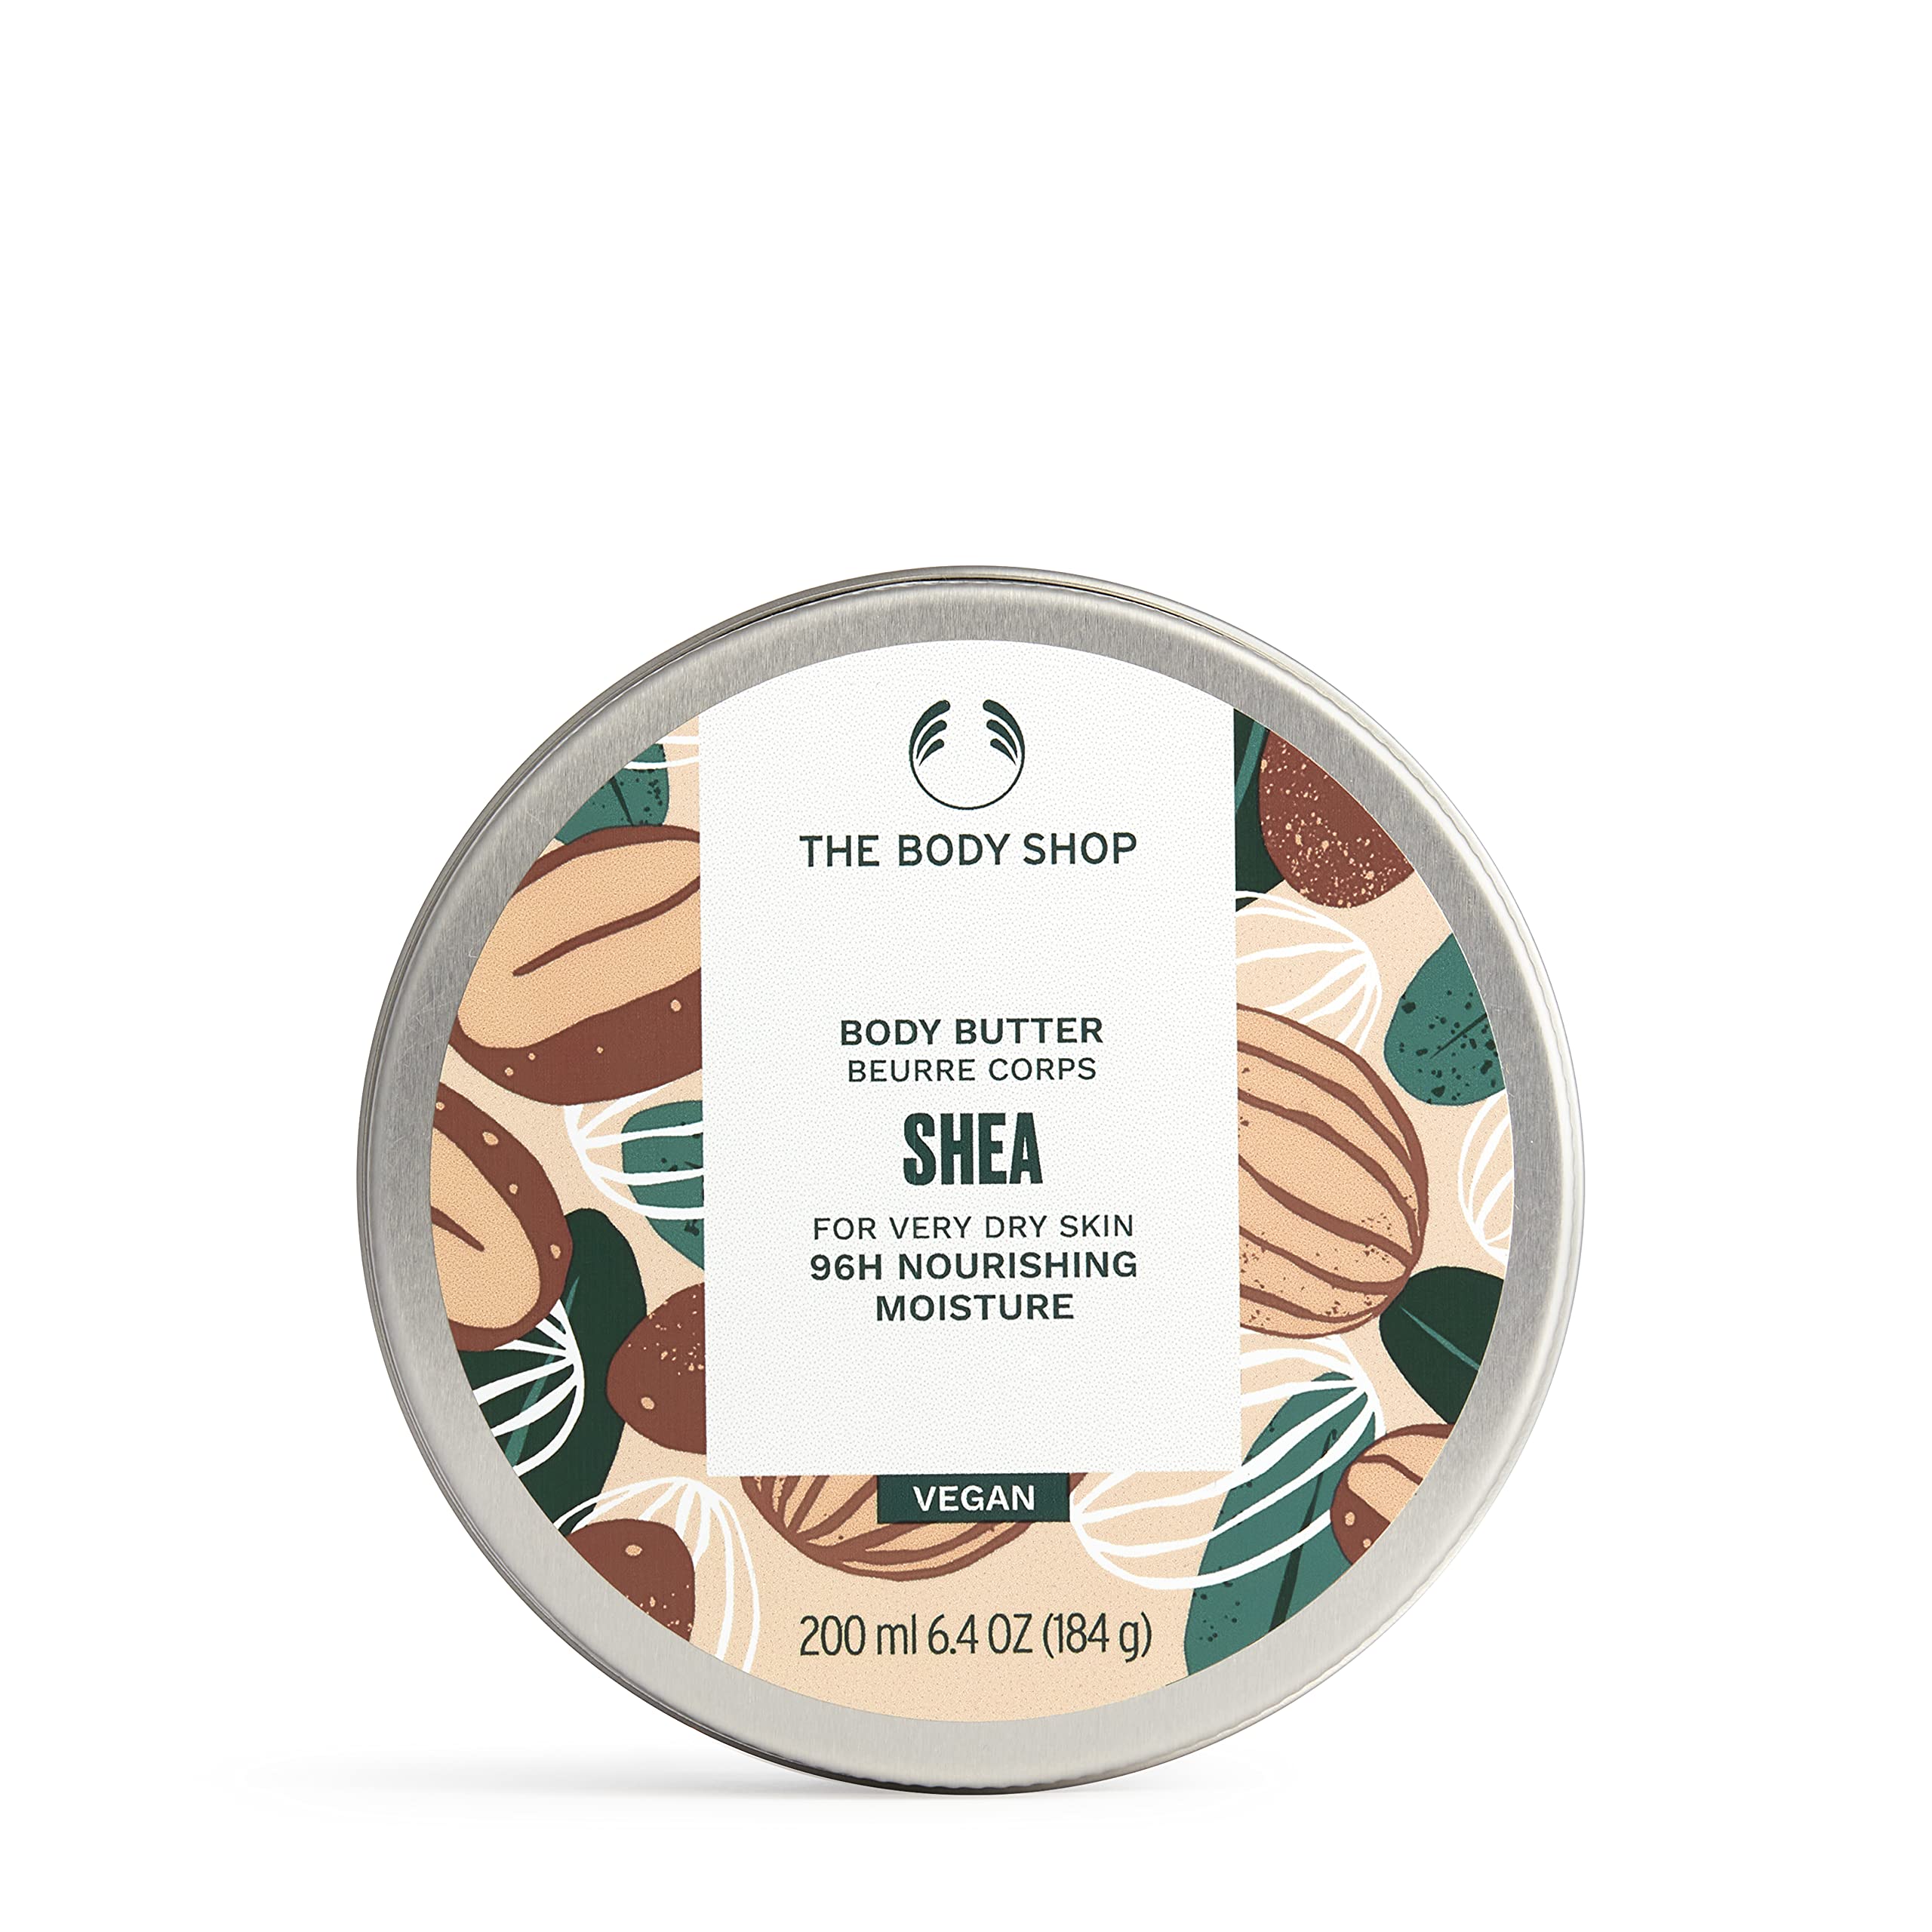 THE BODY SHOP
BODY BUTTER
BEURRE CORPS
SHEA
FOR VERY DRY SKIN
96H NOURISHING
MOISTURE
VEGAN
200 ml 6.4 OZ (184 g)